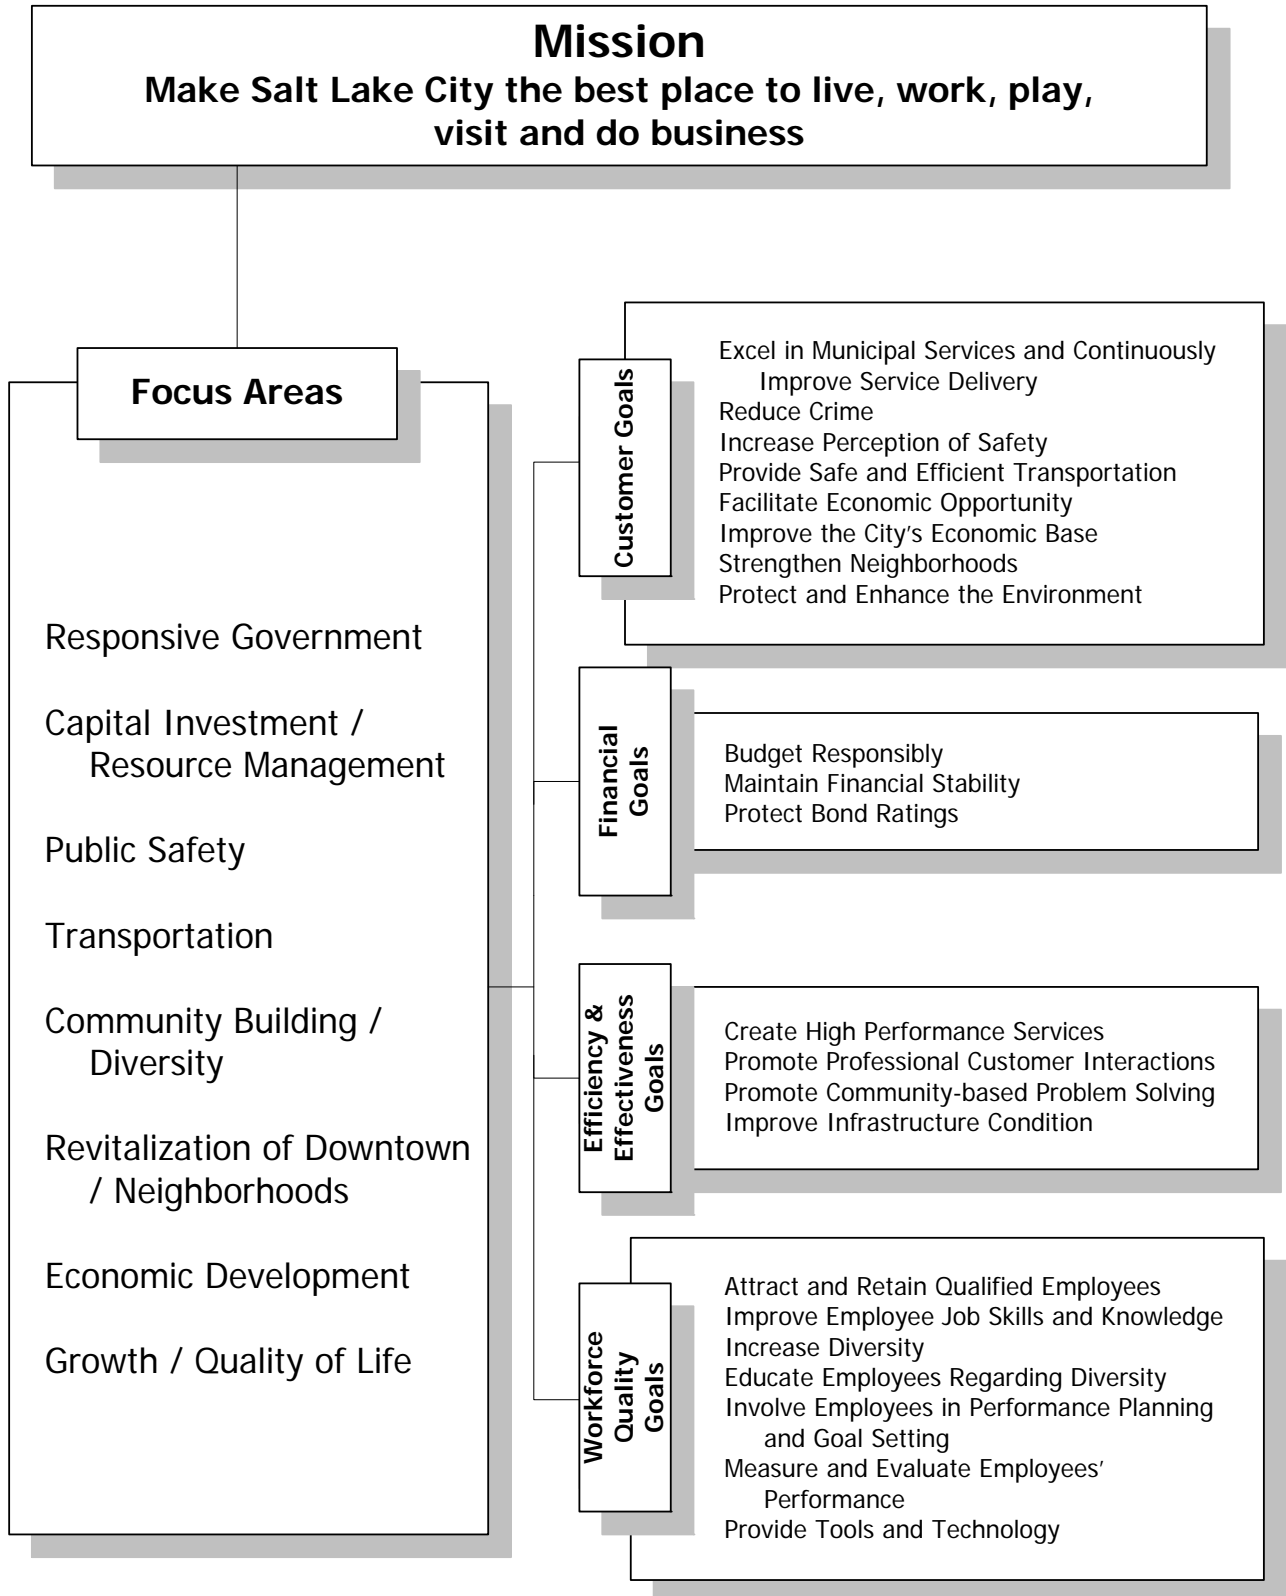 Mission
Make Salt Lake City the best place to live, work, play,
visit and do business
Focus Areas
Responsive Government
Capital Investment /
Resource Management
Public Safety
Transportation
Community Building /
Diversity
Revitalization of Downtown
/ Neighborhoods
Economic Development
Growth / Quality of Life
Customer Goals
Excel in Municipal Services and Continuously
Improve Service Delivery
Reduce Crime
Increase Perception of Safety
Provide Safe and Efficient Transportation
Facilitate Economic Opportunity
Improve the City's Economic Base
Strengthen Neighborhoods
Protect and Enhance the Environment
Financial
Goals
Budget Responsibly
Maintain Financial Stability
Protect Bond Ratings
Efficiency &
Effectiveness
Goals
Create High Performance Services
Promote Professional Customer Interactions
Promote Community-based Problem Solving
Improve Infrastructure Condition
Workforce
Quality
Goals
Attract and Retain Qualified Employees
Improve Employee Job Skills and Knowledge
Increase Diversity
Educate Employees Regarding Diversity
Involve Employees in Performance Planning
and Goal Setting
Measure and Evaluate Employees'
Performance
Provide Tools and Technology